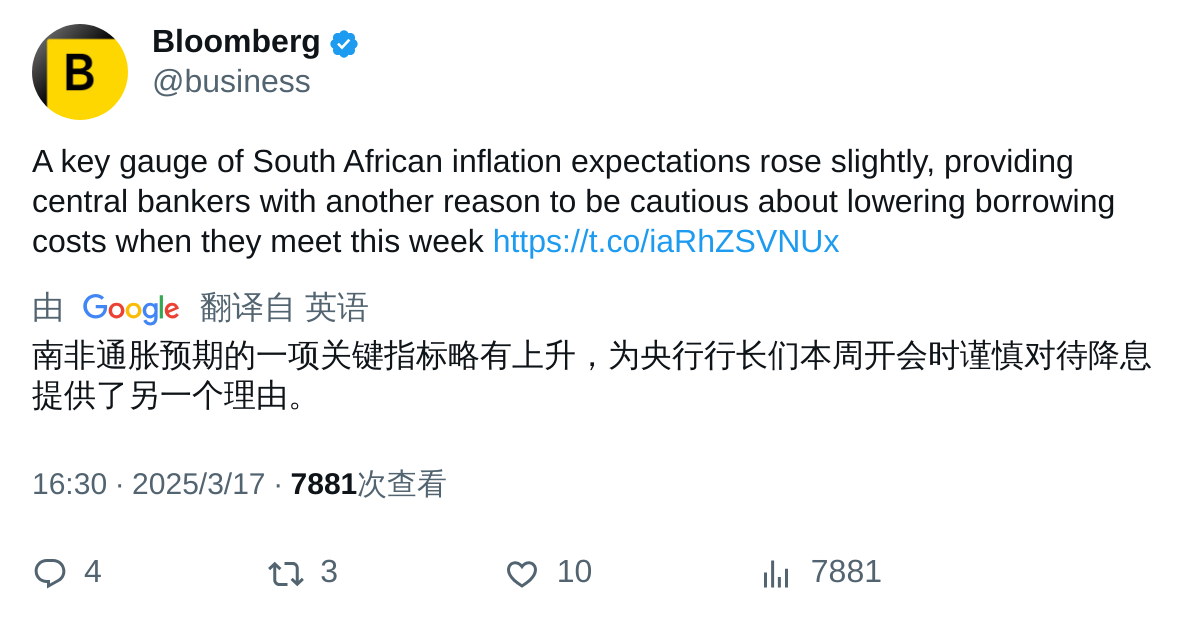 B
Bloomberg
@business
A key gauge of South African inflation expectations rose slightly, providing
central bankers with another reason to be cautious about lowering borrowing
costs when they meet this week https://t.co/iaRhZSVNUx
由 Google 翻译自 英语
南非通胀预期的一项关键指标略有上升，为央行行长们本周开会时谨慎对待降息
提供了另一个理由。
16:30 · 2025/3/17 · 7881次查看
4 3 10 7881